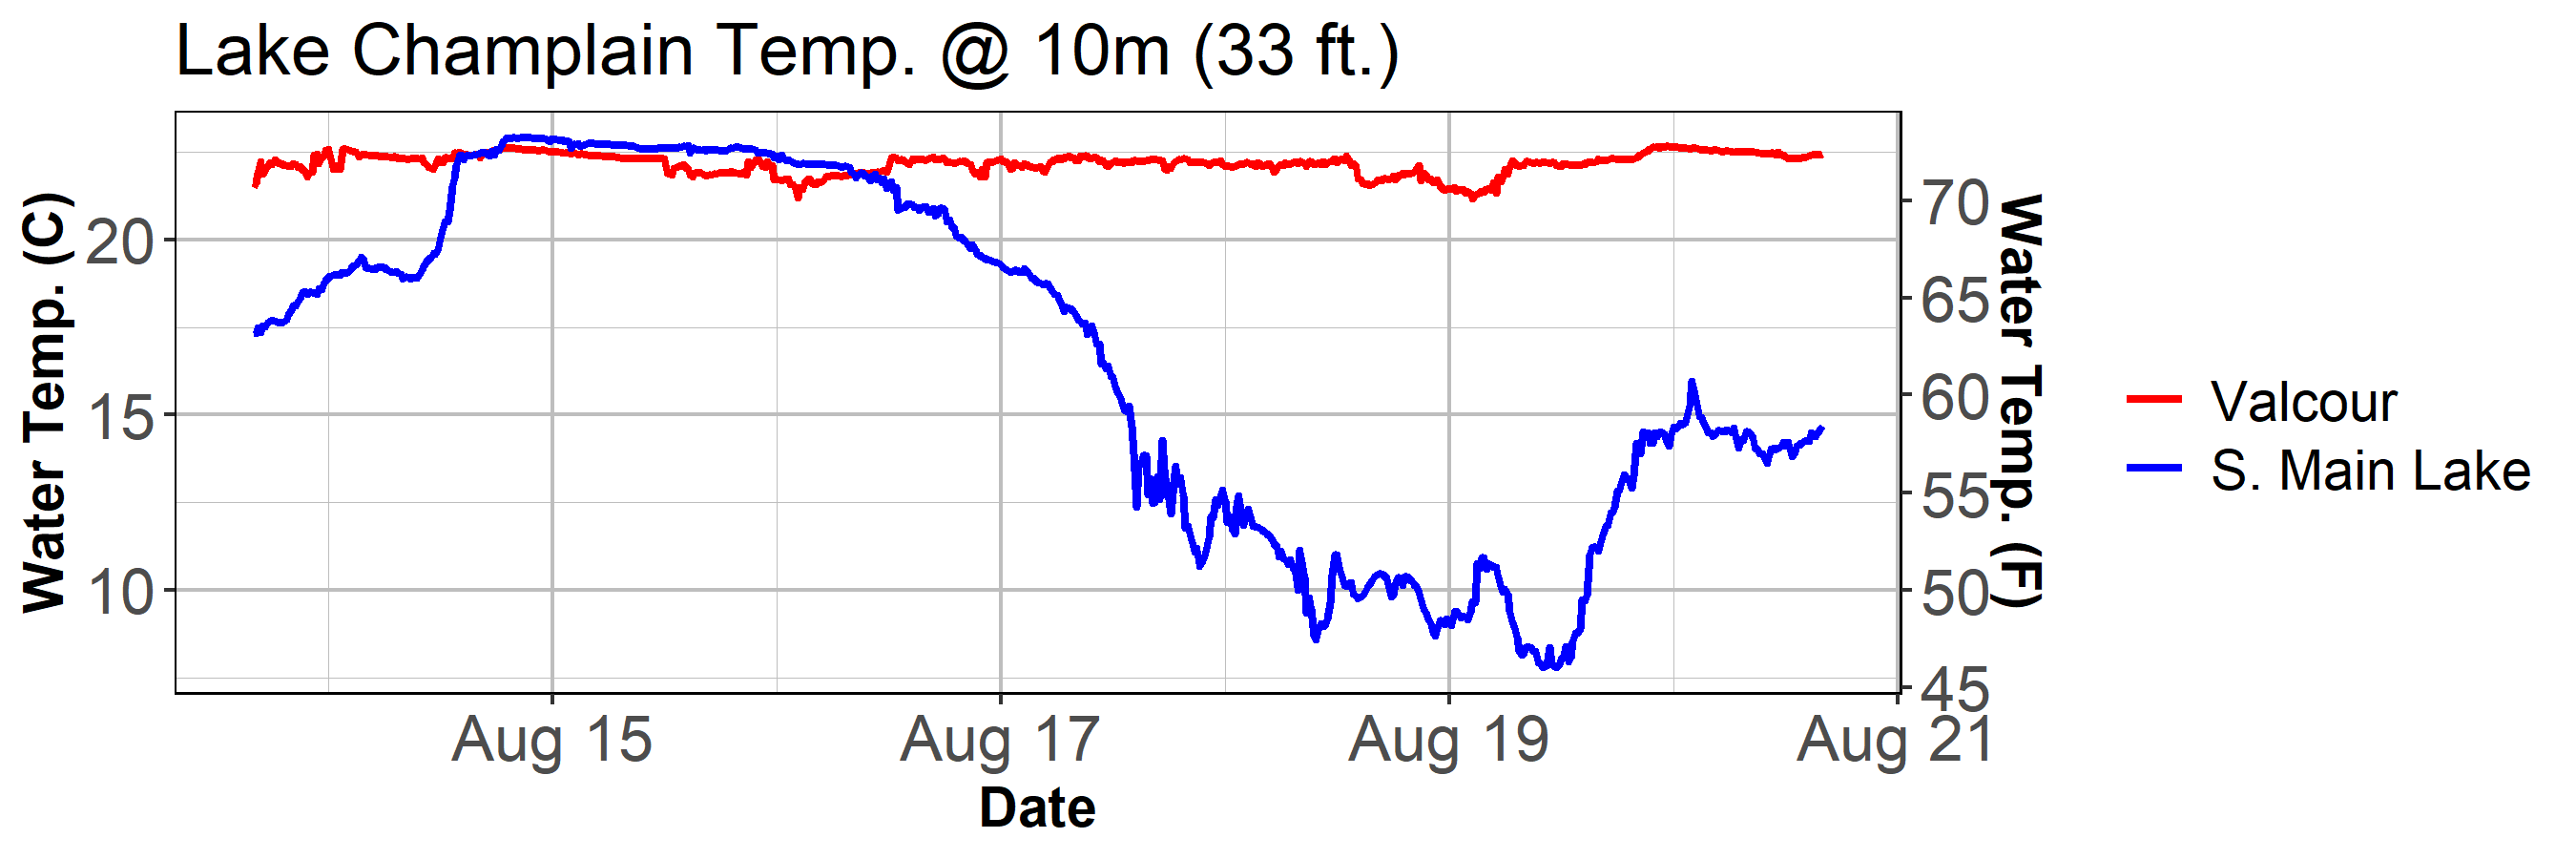 Lake Champlain Temp. @ 10m (33 ft.)
Water Temp. (C)
20
15
10
70
65
60
55
50
45
Water Temp. (F)
Valcour
S. Main Lake
Aug 15
Aug 17
Aug 19
Aug 21
Date